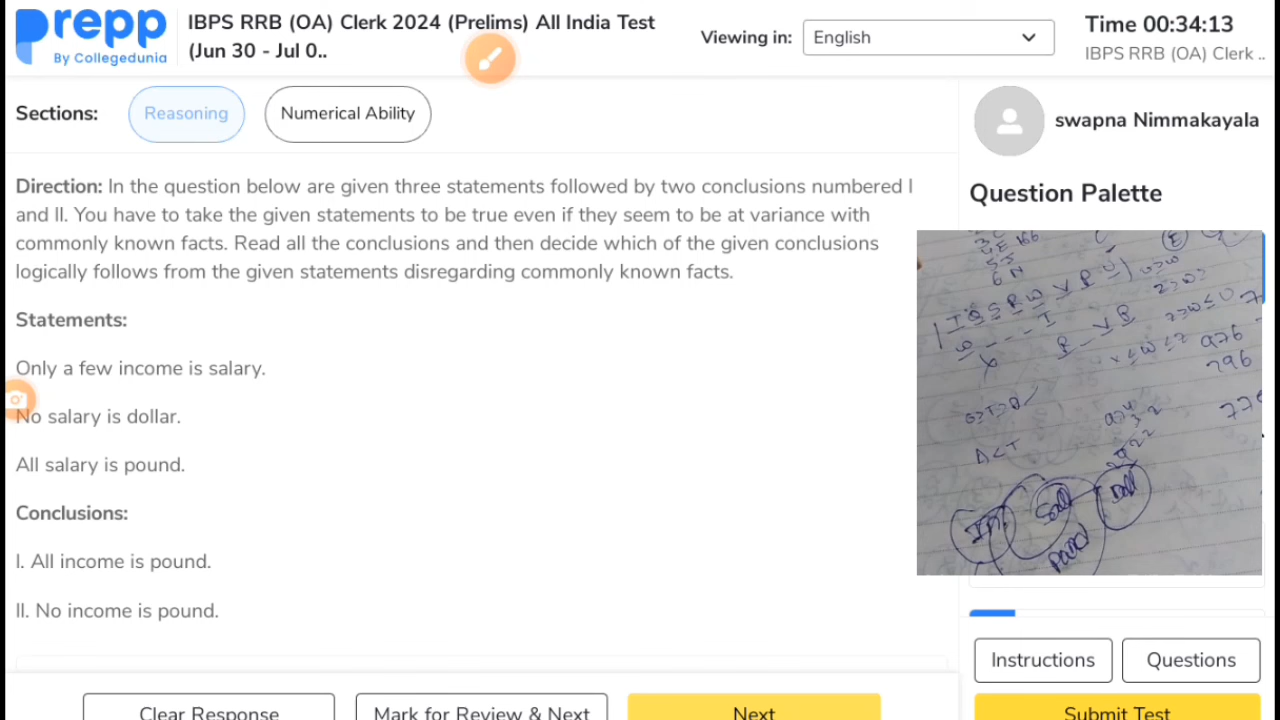 prepp
By Collegedunia
IBPS RRB (OA) Clerk 2024 (Prelims) All India Test
(Jun 30 - Jul 0..
Viewing in:
English
Time 00:34:13
IBPS RRB (OA) Clerk ..
Sections:
Reasoning
Numerical Ability
swapna Nimmakayala
Question Palette
Direction: In the question below are given three statements followed by two conclusions numbered I
and II. You have to take the given statements to be true even if they seem to be at variance with
commonly known facts. Read all the conclusions and then decide which of the given conclusions
logically follows from the given statements disregarding commonly known facts.
Statements:
Only a few income is salary.
No salary is dollar.
All salary is pound.
Conclusions:
I. All income is pound.
II. No income is pound.
976
796
Clear Response
Mark for Review & Next
Next
Instructions
Questions
Submit Test